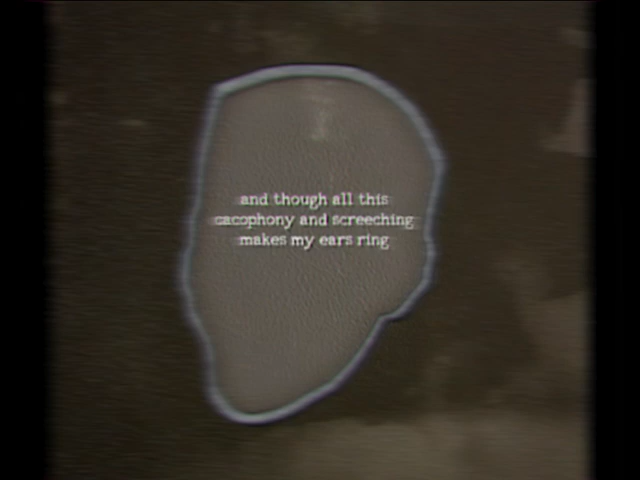 and though all this
cacophony and screeching
makes my ears ring